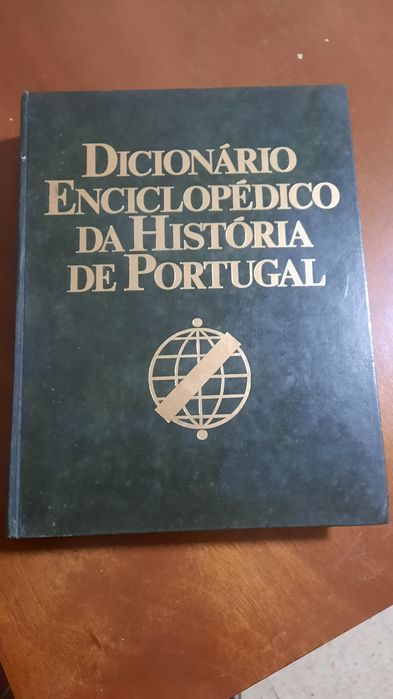 DICIONÁRIO
ENCICLOPÉDICO
DA HISTÓRIA
DE PORTUGAL